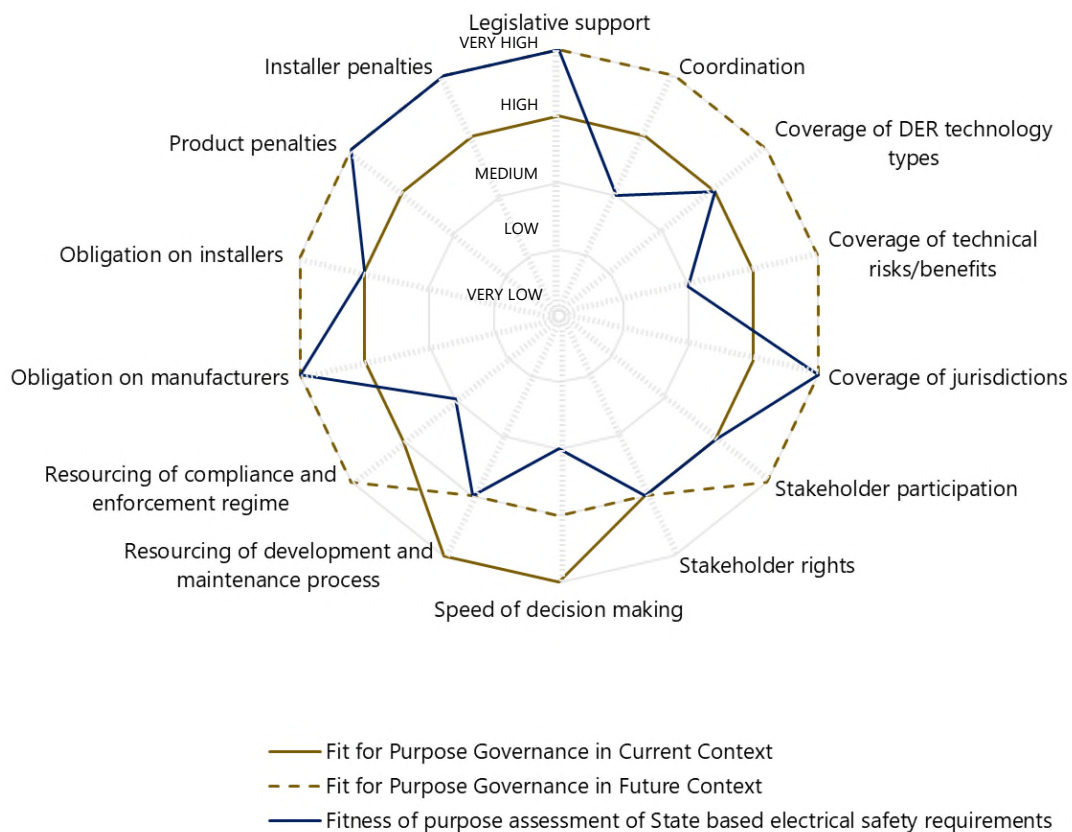 Legislative support
VERY HIGH
Installer penalties
Coordination
HIGH
Product penalties
Coverage of DER technology
types
MEDIUM
LOW
Obligation on installers
Coverage of technical
risks/benefits
VERY LOW
Obligation on manufacturers
Coverage of jurisdictions
Resourcing of compliance and
enforcement regime
Stakeholder participation
Resourcing of development and
maintenance process
Stakeholder rights
Speed of decision making
Fit for Purpose Governance in Current Context
Fit for Purpose Governance in Future Context
Fitness of purpose assessment of State based electrical safety requirements